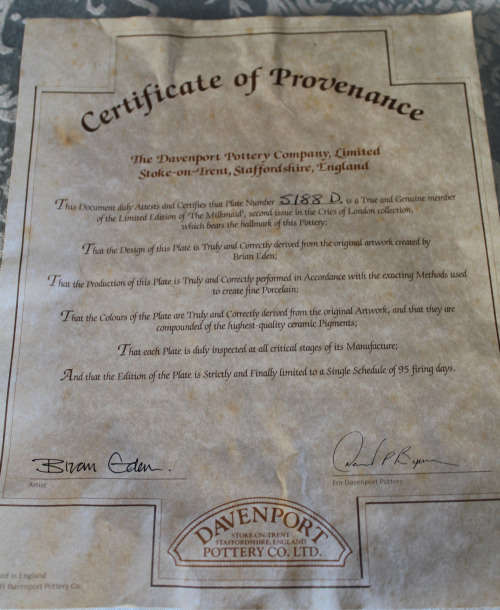 Certificate of Provenance
The Davenport Pottery Company, Limited
Stoke-on-Trent, Staffordshire, England
This Document duly Attests and Certifies that Plate Number 5188 D. is a True and Genuine member
of the Limited Edition of 'The Milkmaid', second issue in the Cries of London collection,
which bears the hallmark of this Pottery;
That the Design of this Plate is Truly and Correctly derived from the original artwork created by
Brian Eden;
That the Production of this Plate is Truly and Correctly performed in Accordance with the exacting Methods used
to create fine Porcelain;
That the Colours of the Plate are Truly and Correctly derived from the original Artwork, and that they are
compounded of the highest-quality ceramic Pigments;
That each Plate is duly inspected at all critical stages of its Manufacture;
And that the Edition of the Plate is Strictly and Finally limited to a Single Schedule of 95 firing days.
Brian Eden.
Artist
For Davenport Pottery
DAVENPORT
STOKE-ON-TRENT
STAFFORDSHIRE, ENGLAND
POTTERY CO. LTD.
in England
Davenport Pottery Co.